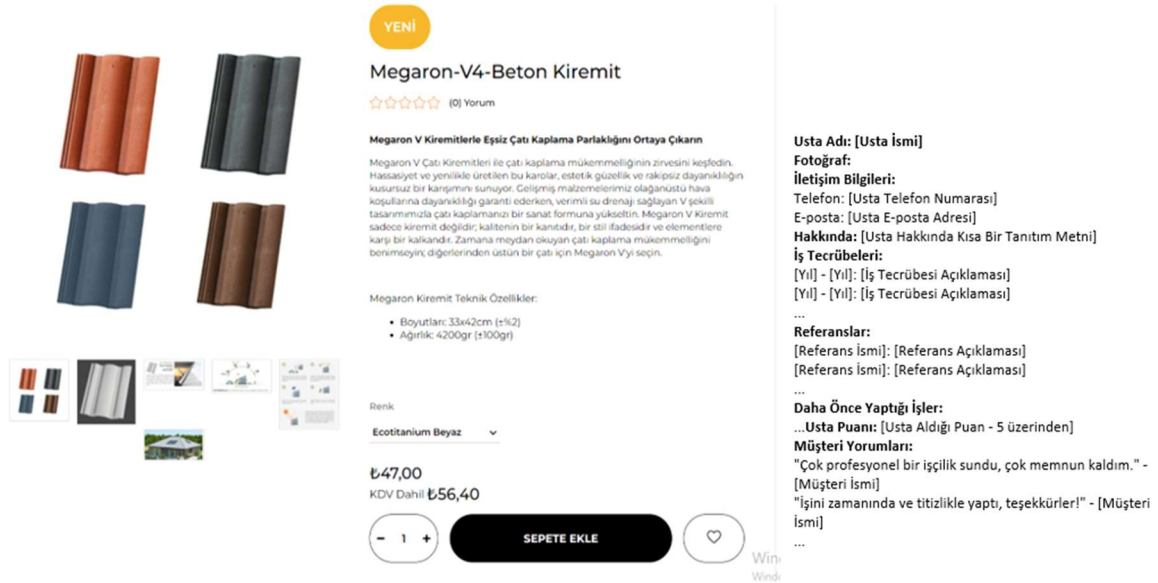 YENİ
Megaron-V4-Beton Kiremit
(0) Yorum
Megaron V Kiremitlerle Eşsiz Çatı Kaplama Parlaklığını Ortaya Çıkarın
Megaron V Çatı Kiremitleri ile çatı kaplama mükemmelliğinin zirvesini keşfedin.
Hassasiyet ve yenilikle üretilen bu karolar, estetik güzellik ve rakipsiz dayanıklılığın
kusursuz bir karışımını sunuyor. Gelişmiş malzemelerimiz olağanüstü hava
koşullarına dayanıklılığı garanti ederken, verimli su drenajı sağlayan V şekilli
tasarımımızla çatı kaplamanızı bir sanat formuna yükseltin. Megaron V Kiremit
sadece kiremit değildir; kalitenin bir kanıtıdır, bir stil ifadesidir ve elementlere
karşı bir kalkandır. Zamana meydan okuyan çatı kaplama mükemmelliğini
benimseyin; diğerlerinden üstün bir çatı için Megaron V'yi seçin.
Megaron Kiremit Teknik Özellikler:
• Boyutları: 33x42cm (±%2)
• Ağırlık: 4200gr (±100gr)
Renk
Ecotitanium Beyaz
₺47,00
KDV Dahil ₺56,40
- 1 +
SEPETE EKLE
Win
Windo
Usta Adı: [Usta İsmi]
Fotoğraf:
İletişim Bilgileri:
Telefon: [Usta Telefon Numarası]
E-posta: [Usta E-posta Adresi]
Hakkında: [Usta Hakkında Kısa Bir Tanıtım Metni]
İş Tecrübeleri:
[Yıl] - [Yıl]: [İş Tecrübesi Açıklaması]
[Yıl] - [Yıl]: [İş Tecrübesi Açıklaması]
...
Referanslar:
[Referans İsmi]: [Referans Açıklaması]
[Referans İsmi]: [Referans Açıklaması]
...
Daha Önce Yaptığı İşler:
...Usta Puanı: [Usta Aldığı Puan - 5 üzerinden]
Müşteri Yorumları:
"Çok profesyonel bir işçilik sundu, çok memnun kaldım." -
[Müşteri İsmi]
"İşini zamanında ve titizlikle yaptı, teşekkürler!" - [Müşteri
İsmi]
...